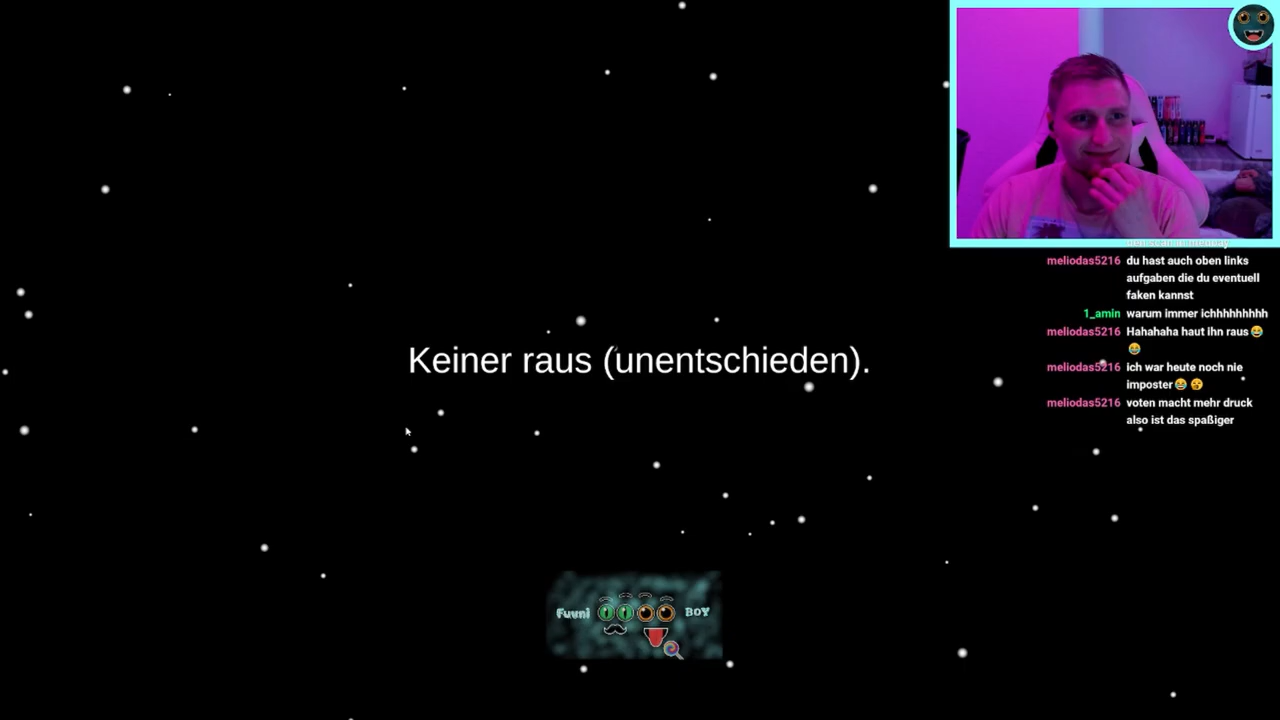 meliodas5216 du hast auch oben links
aufgaben die du eventuell
faken kannst
1_amin warum immer ichhhhhhhhh
meliodas5216 Hahahaha haut ihn raus😂
😂
meliodas5216 ich war heute noch nie
imposter😂 😫
meliodas5216 voten macht mehr druck
also ist das spaßiger
Keiner raus (unentschieden).
Fuuni BOY